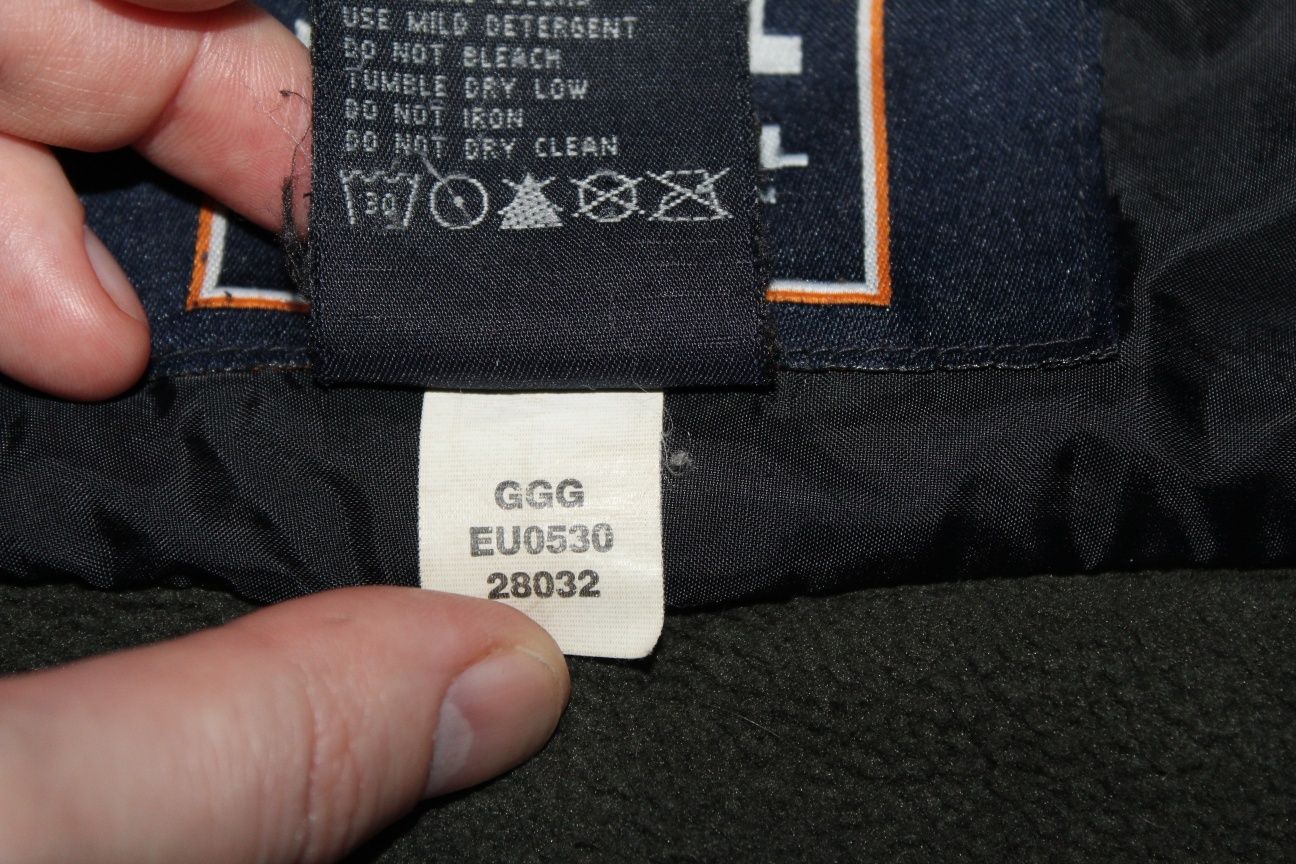 USE MILD DETERGENT
DO NOT BLEACH
TUMBLE DRY LOW
DO NOT IRON
DO NOT DRY CLEAN
30
GGG
EU0530
28032